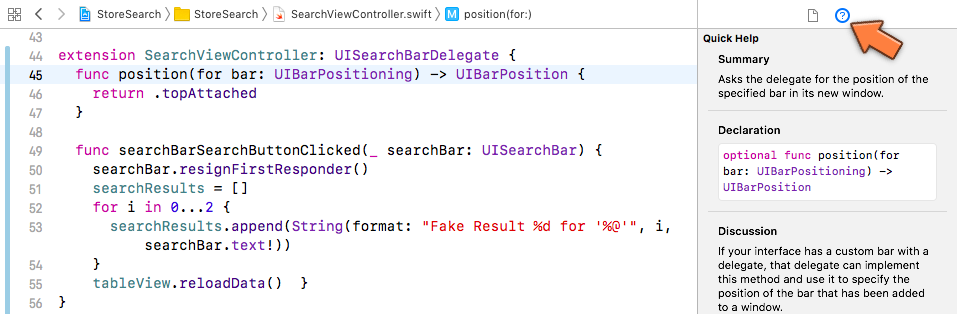 StoreSearch StoreSearch SearchViewController.swift M position(for:)
43
44 extension SearchViewController: UISearchBarDelegate {
45 func position(for bar: UIBarPositioning) -> UIBarPosition {
46 return .topAttached
47 }
48
49 func searchBarSearchButtonClicked(_ searchBar: UISearchBar) {
50 searchBar.resignFirstResponder()
51 searchResults = []
52 for i in 0...2 {
53 searchResults.append(String(format: "Fake Result %d for '%@'", i,
searchBar.text!))
54 }
55 tableView.reloadData() }
56 }
?
Quick Help
Summary
Asks the delegate for the position of the
specified bar in its new window.
Declaration
optional func position(for
bar: UIBarPositioning) ->
UIBarPosition
Discussion
If your interface has a custom bar with a
delegate, that delegate can implement
this method and use it to specify the
position of the bar that has been added
to a window.